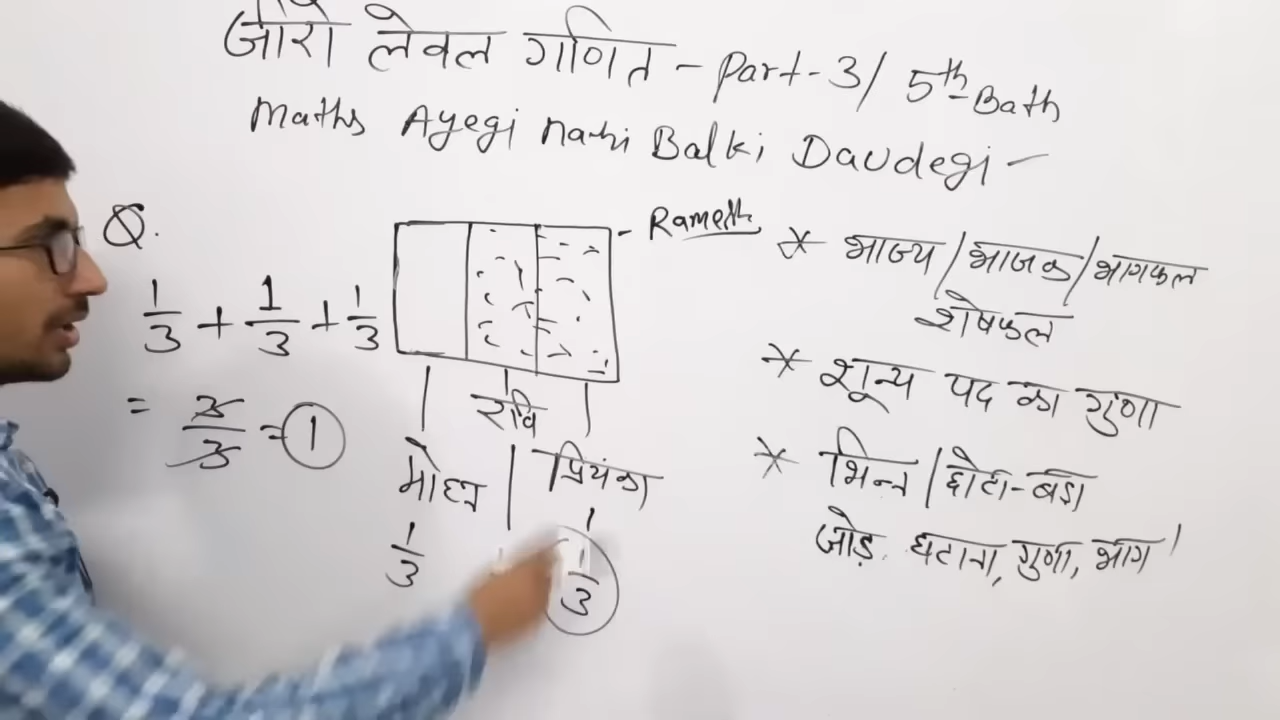 जीरो लेवल गणित - Part-3/ 5th Bath
Maths Ayegi nahi Balki Daudegi -
Q.
1/3 + 1/3 + 1/3
= 3/3 = 1
- Ramesh
रवि
मोहन | प्रियंका
1/3
1/3
* भाज्य/भाजक/भागफल
शेषफल
* शून्य पद का गुणा
* भिन्न/छोटा-बड़ा
जोड़ घटाना, गुणा, भाग